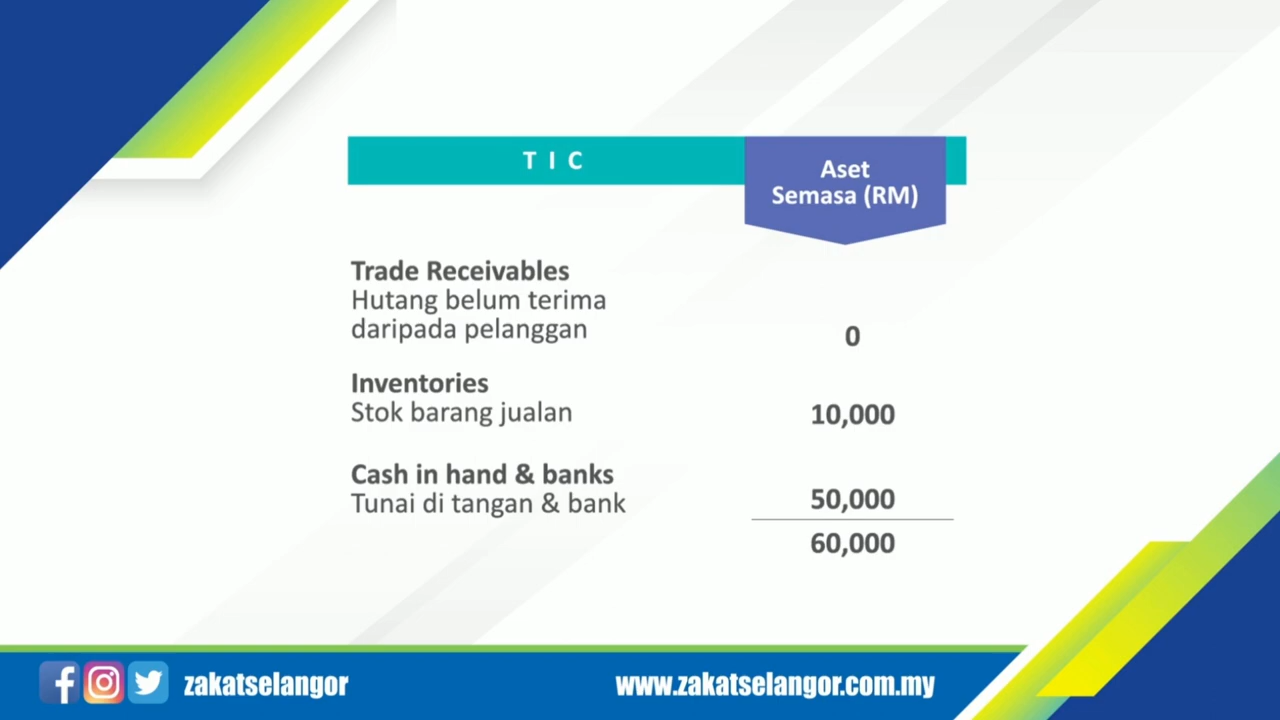 T I C
Aset
Semasa (RM)
Trade Receivables
Hutang belum terima
daripada pelanggan
0
Inventories
Stok barang jualan
10,000
Cash in hand & banks
Tunai di tangan & bank
50,000
60,000
zakatselangor
www.zakatselangor.com.my